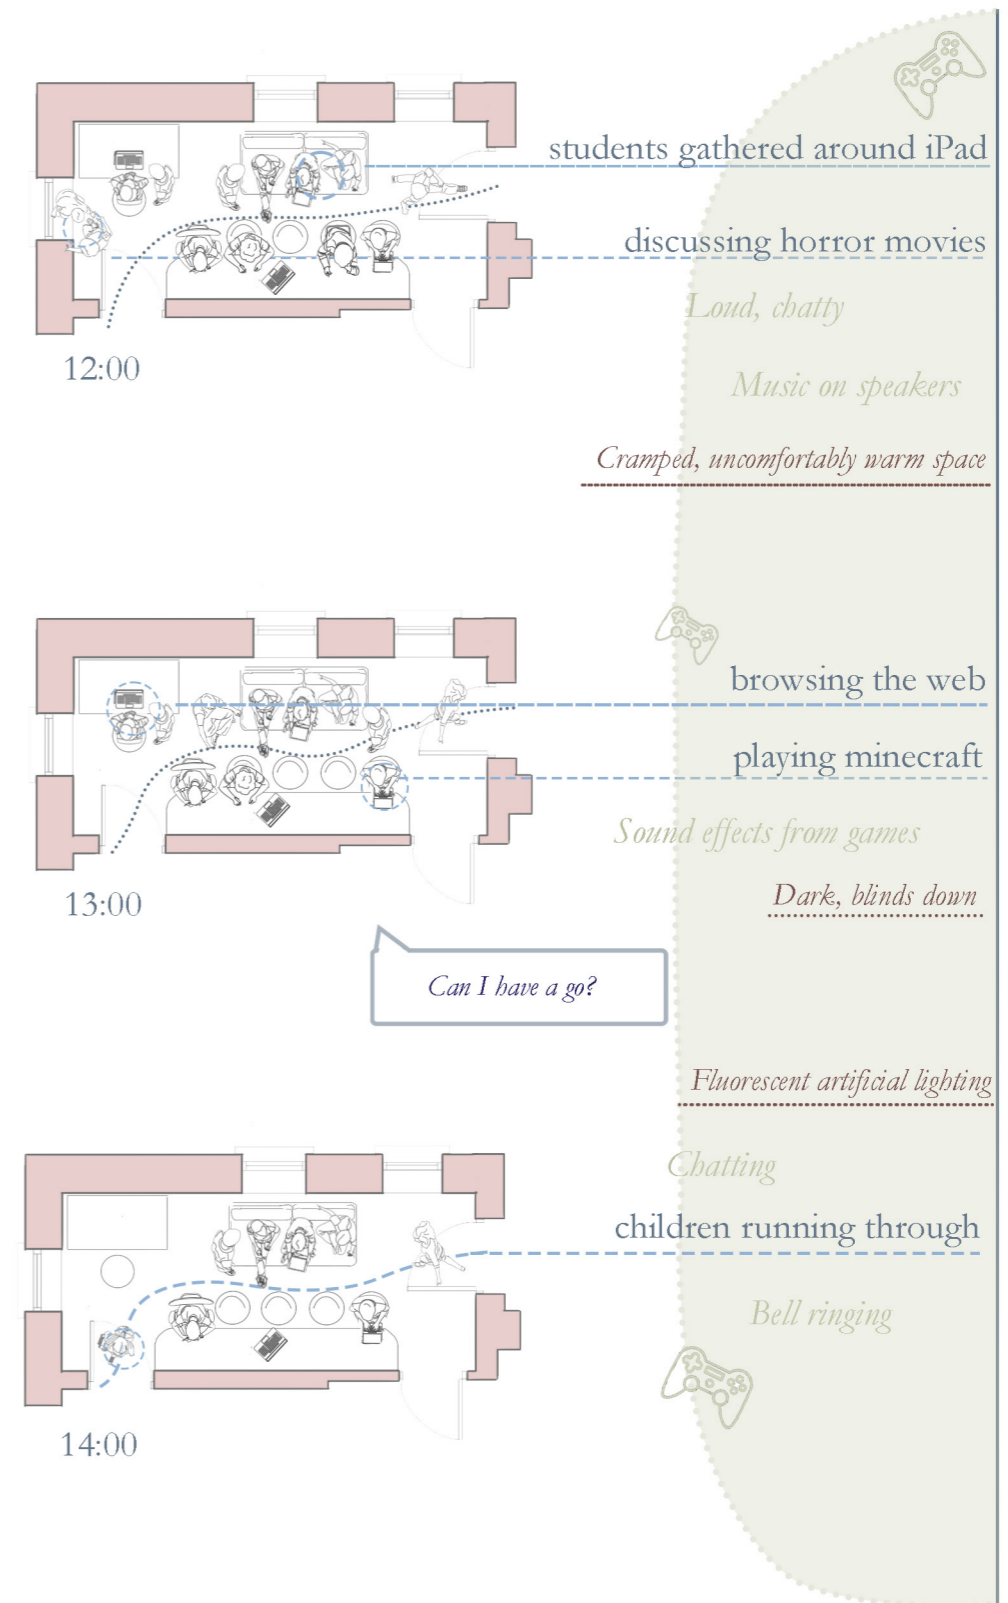 students gathered around iPad
discussing horror movies
Loud, chatty
12:00
Music on speakers
Cramped, uncomfortably warm space
browsing the web
playing minecraft
Sound effects from games
Dark, blinds down
13:00
Can I have a go?
Fluorescent artificial lighting
Chatting
children running through
Bell ringing
14:00